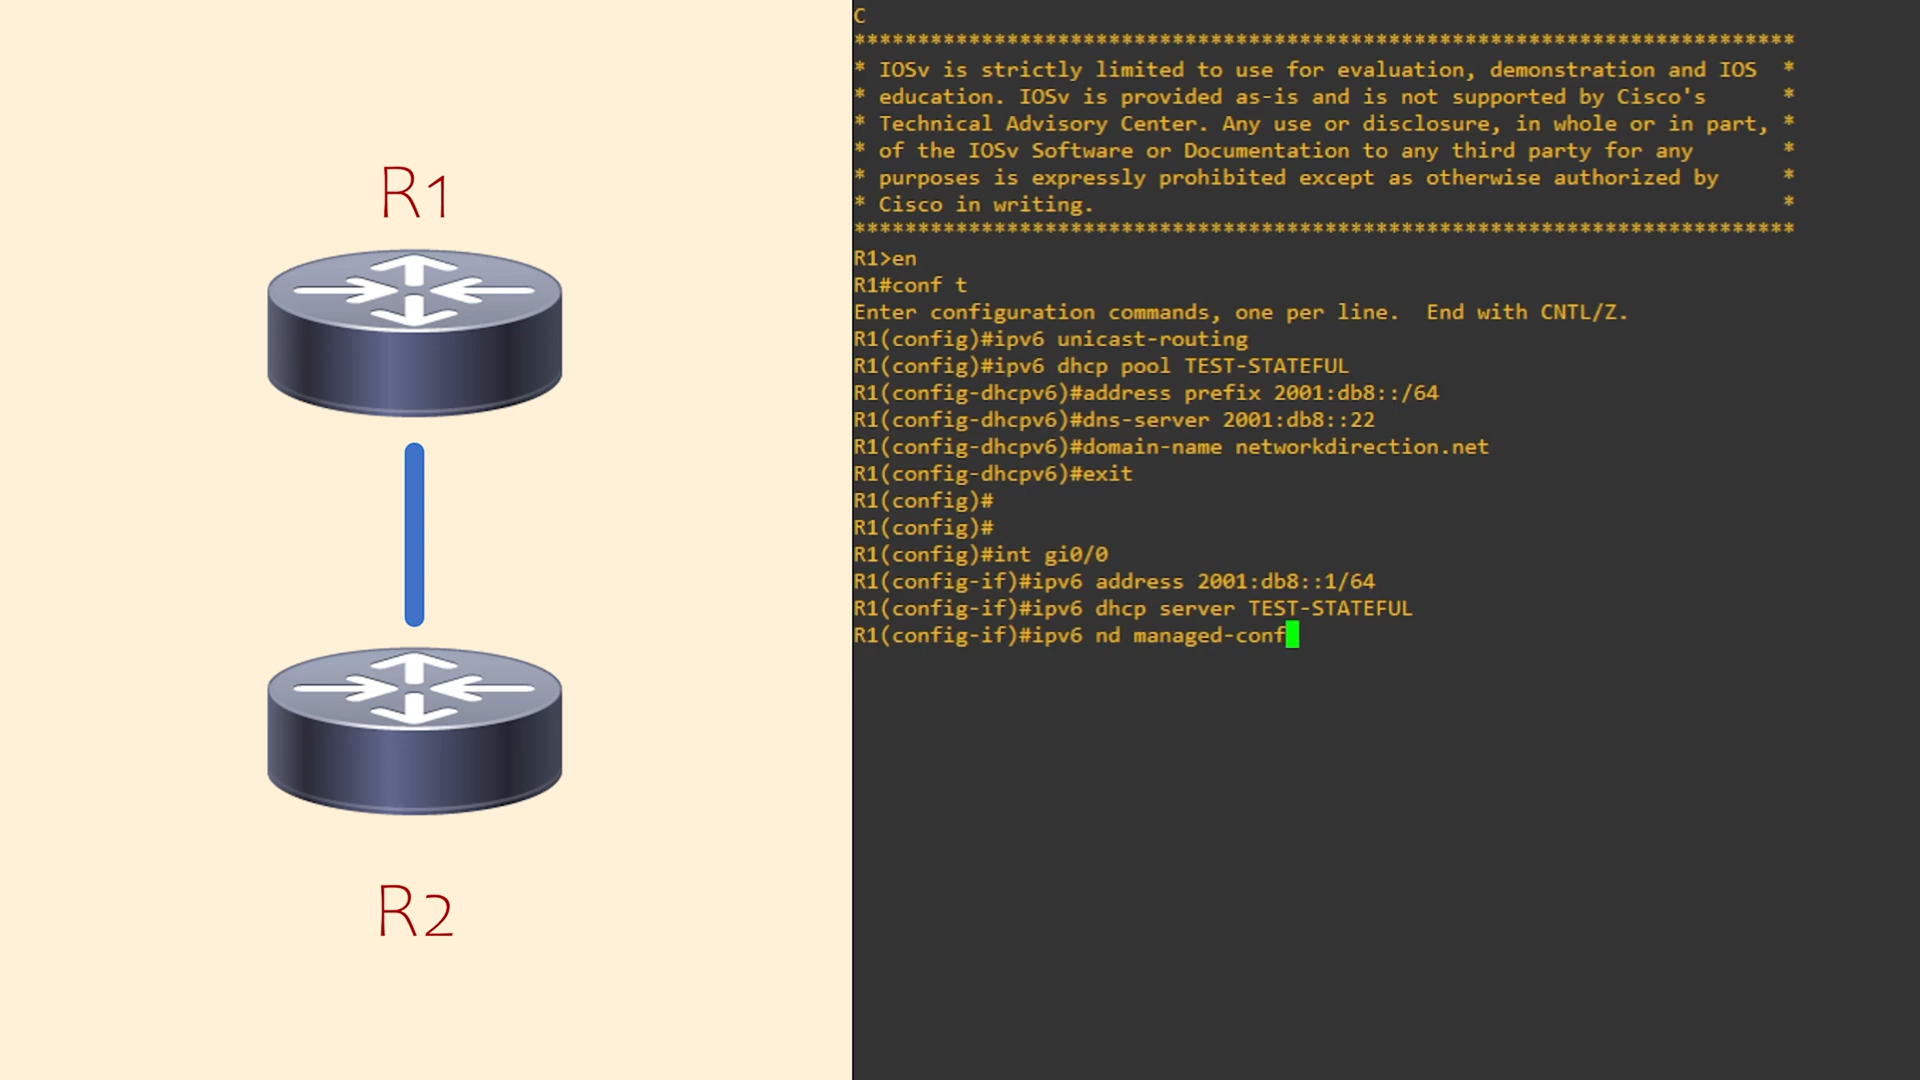 R1
R2
C
**************************************************************************
* IOSv is strictly limited to use for evaluation, demonstration and IOS  *
* education. IOSv is provided as-is and is not supported by Cisco's      *
* Technical Advisory Center. Any use or disclosure, in whole or in part, *
* of the IOSv Software or Documentation to any third party for any       *
* purposes is expressly prohibited except as otherwise authorized by     *
* Cisco in writing.                                                      *
**************************************************************************
R1>en
R1#conf t
Enter configuration commands, one per line.  End with CNTL/Z.
R1(config)#ipv6 unicast-routing
R1(config)#ipv6 dhcp pool TEST-STATEFUL
R1(config-dhcpv6)#address prefix 2001:db8::/64
R1(config-dhcpv6)#dns-server 2001:db8::22
R1(config-dhcpv6)#domain-name networkdirection.net
R1(config-dhcpv6)#exit
R1(config)#
R1(config)#
R1(config)#int gi0/0
R1(config-if)#ipv6 address 2001:db8::1/64
R1(config-if)#ipv6 dhcp server TEST-STATEFUL
R1(config-if)#ipv6 nd managed-conf